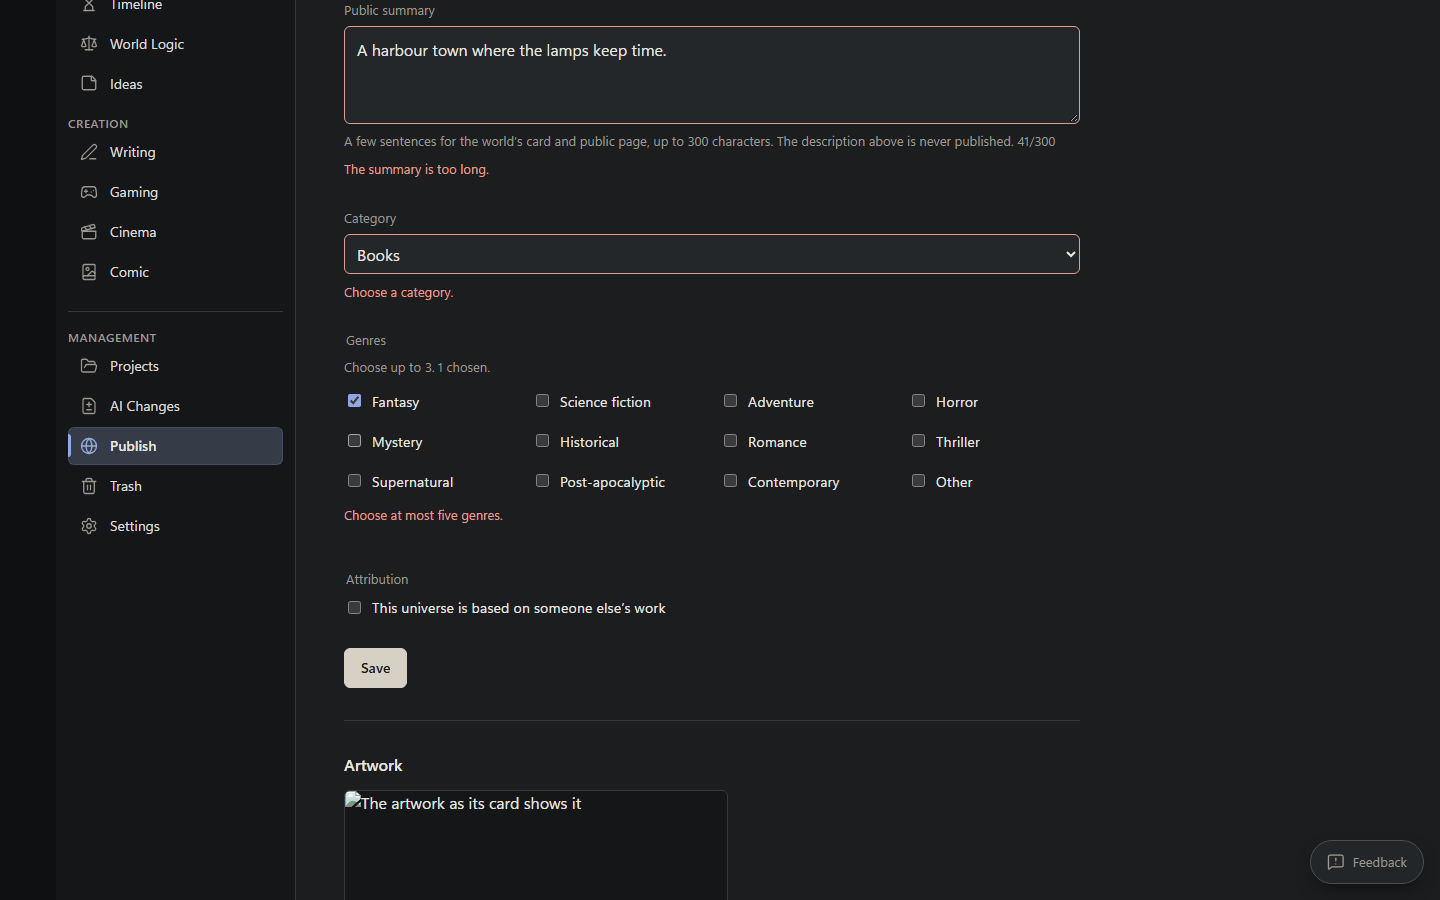 Timeline
World Logic
Ideas
CREATION
Writing
Gaming
Cinema
Comic
MANAGEMENT
Projects
AI Changes
Publish
Trash
Settings
Public summary
A harbour town where the lamps keep time.
A few sentences for the world's card and public page, up to 300 characters. The description above is never published. 41/300
The summary is too long.
Category
Books
Choose a category.
Genres
Choose up to 3. 1 chosen.
Fantasy Science fiction Adventure Horror
Mystery Historical Romance Thriller
Supernatural Post-apocalyptic Contemporary Other
Choose at most five genres.
Attribution
This universe is based on someone else's work
Save
Artwork
The artwork as its card shows it
Feedback